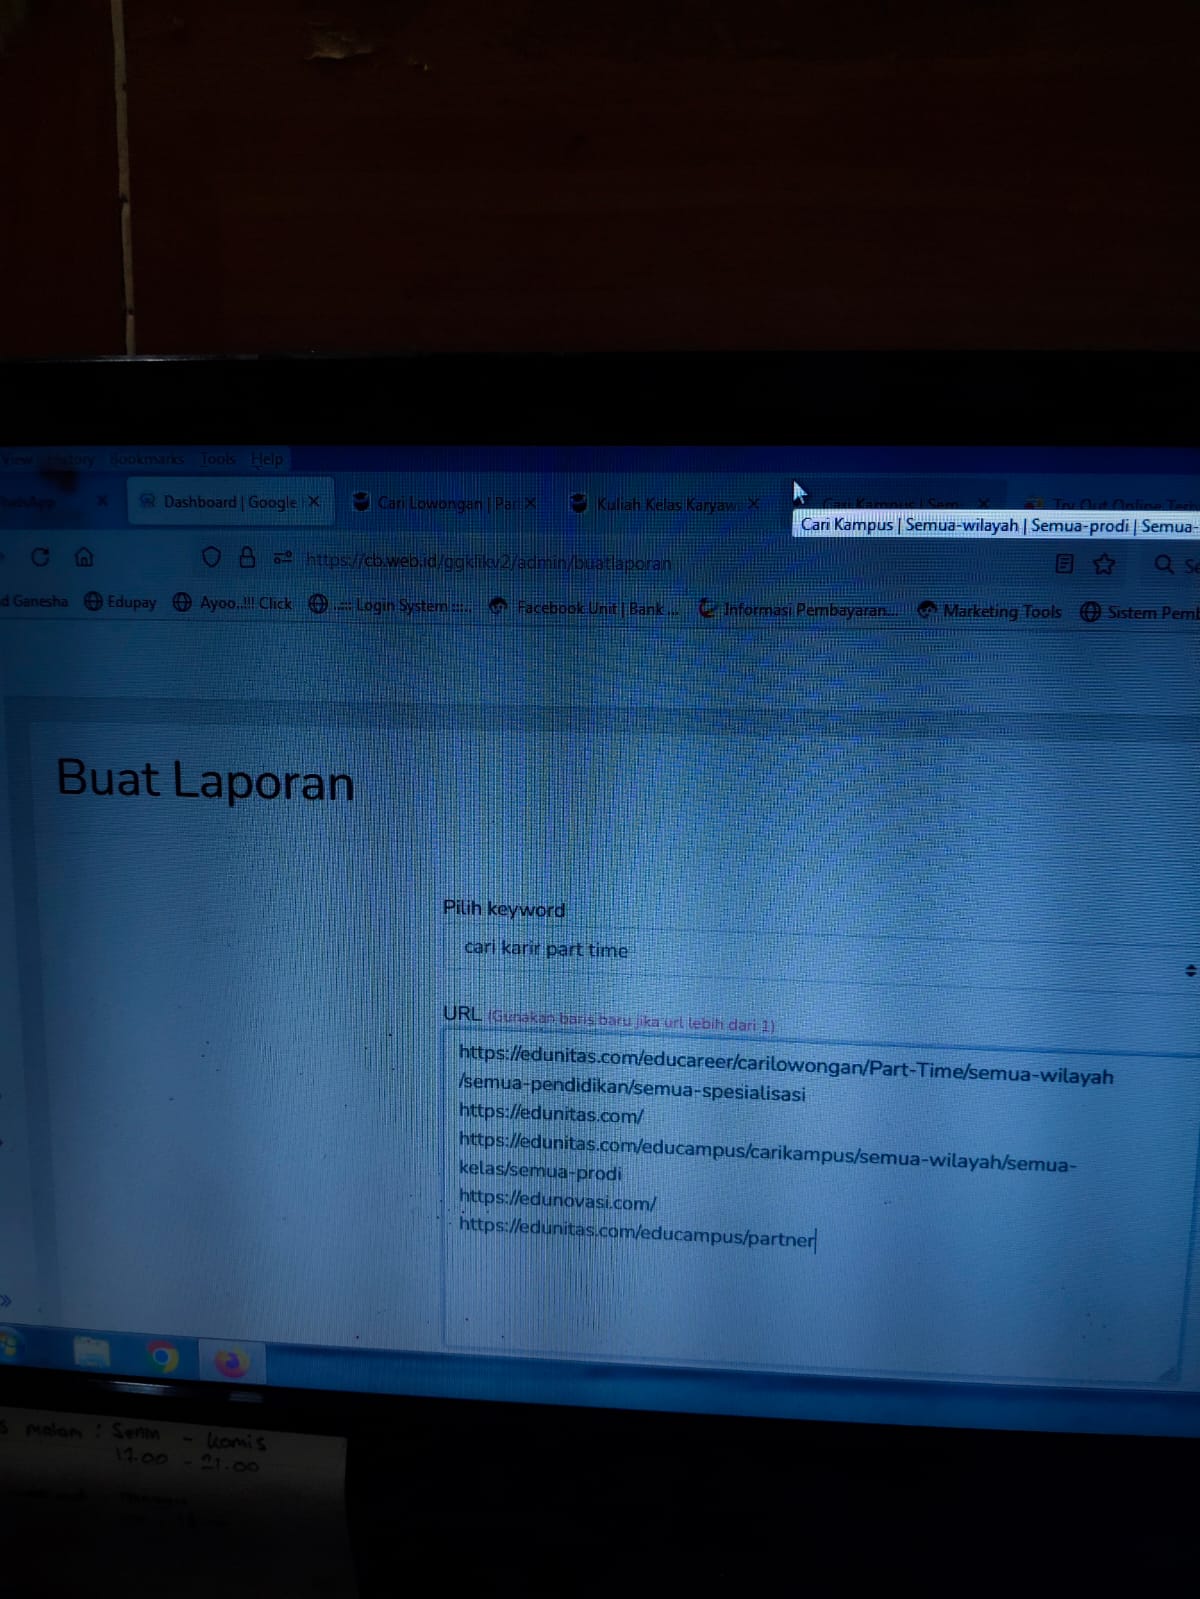 View History Bookmarks Tools Help
WhatsApp
Dashboard | Google
Cari Lowongan | Par
Kuliah Kelas Karyaw
Cari Kampus | Sem
Try Out Online
Cari Kampus | Semua-wilayah | Semua-prodi | Semua-
https://cb.web.id/ggklikv2/admin/buatlaporan
Se
d Ganesha Edupay Ayoo..!!! Click ..:::: Login System ::::.. Facebook Unit | Bank ... Informasi Pembayaran... Marketing Tools Sistem Pemb
Buat Laporan
Pilih keyword
cari karir part time
URL (Gunakan baris baru jika url lebih dari 1)
https://edunitas.com/educareer/carilowongan/Part-Time/semua-wilayah
/semua-pendidikan/semua-spesialisasi
https://edunitas.com/
https://edunitas.com/educampus/carikampus/semua-wilayah/semua-
kelas/semua-prodi
https://edunovasi.com/
https://edunitas.com/educampus/partner
malam : Senin - Kamis
17.00 - 21.00